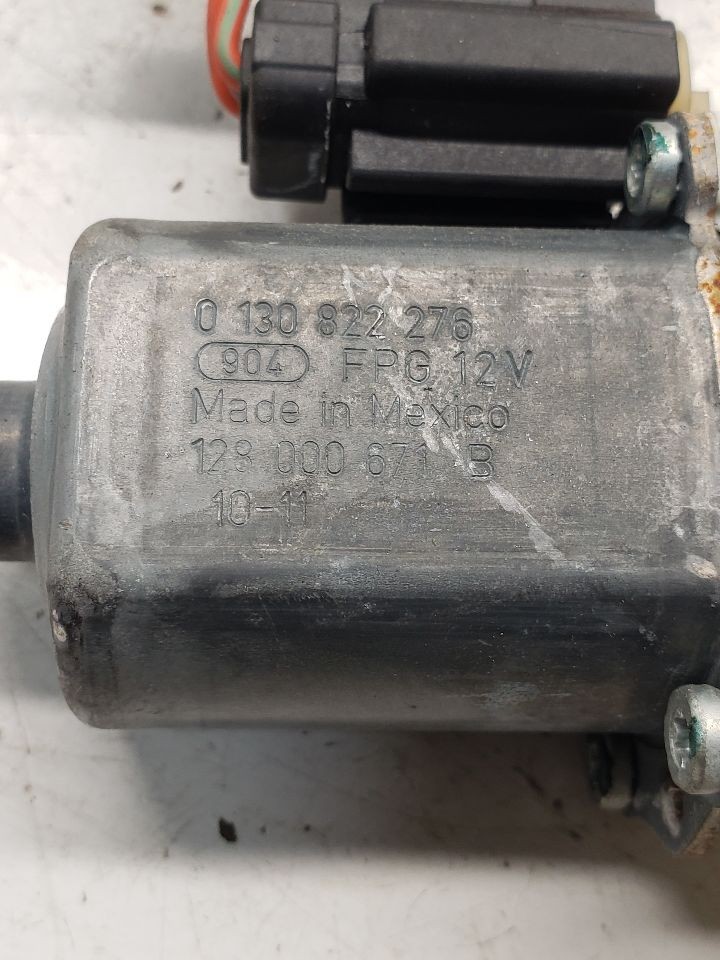 0 130 822 276
904 FPG 12V
Made in Mexico
128 000 671 B
10-11